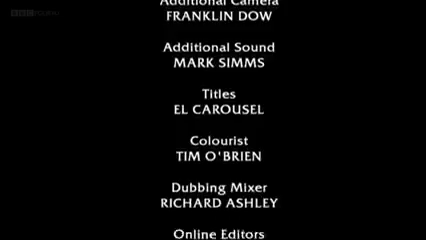 Additional Camera
FRANKLIN DOW
Additional Sound
MARK SIMMS
Titles
EL CAROUSEL
Colourist
TIM O'BRIEN
Dubbing Mixer
RICHARD ASHLEY
Online Editors